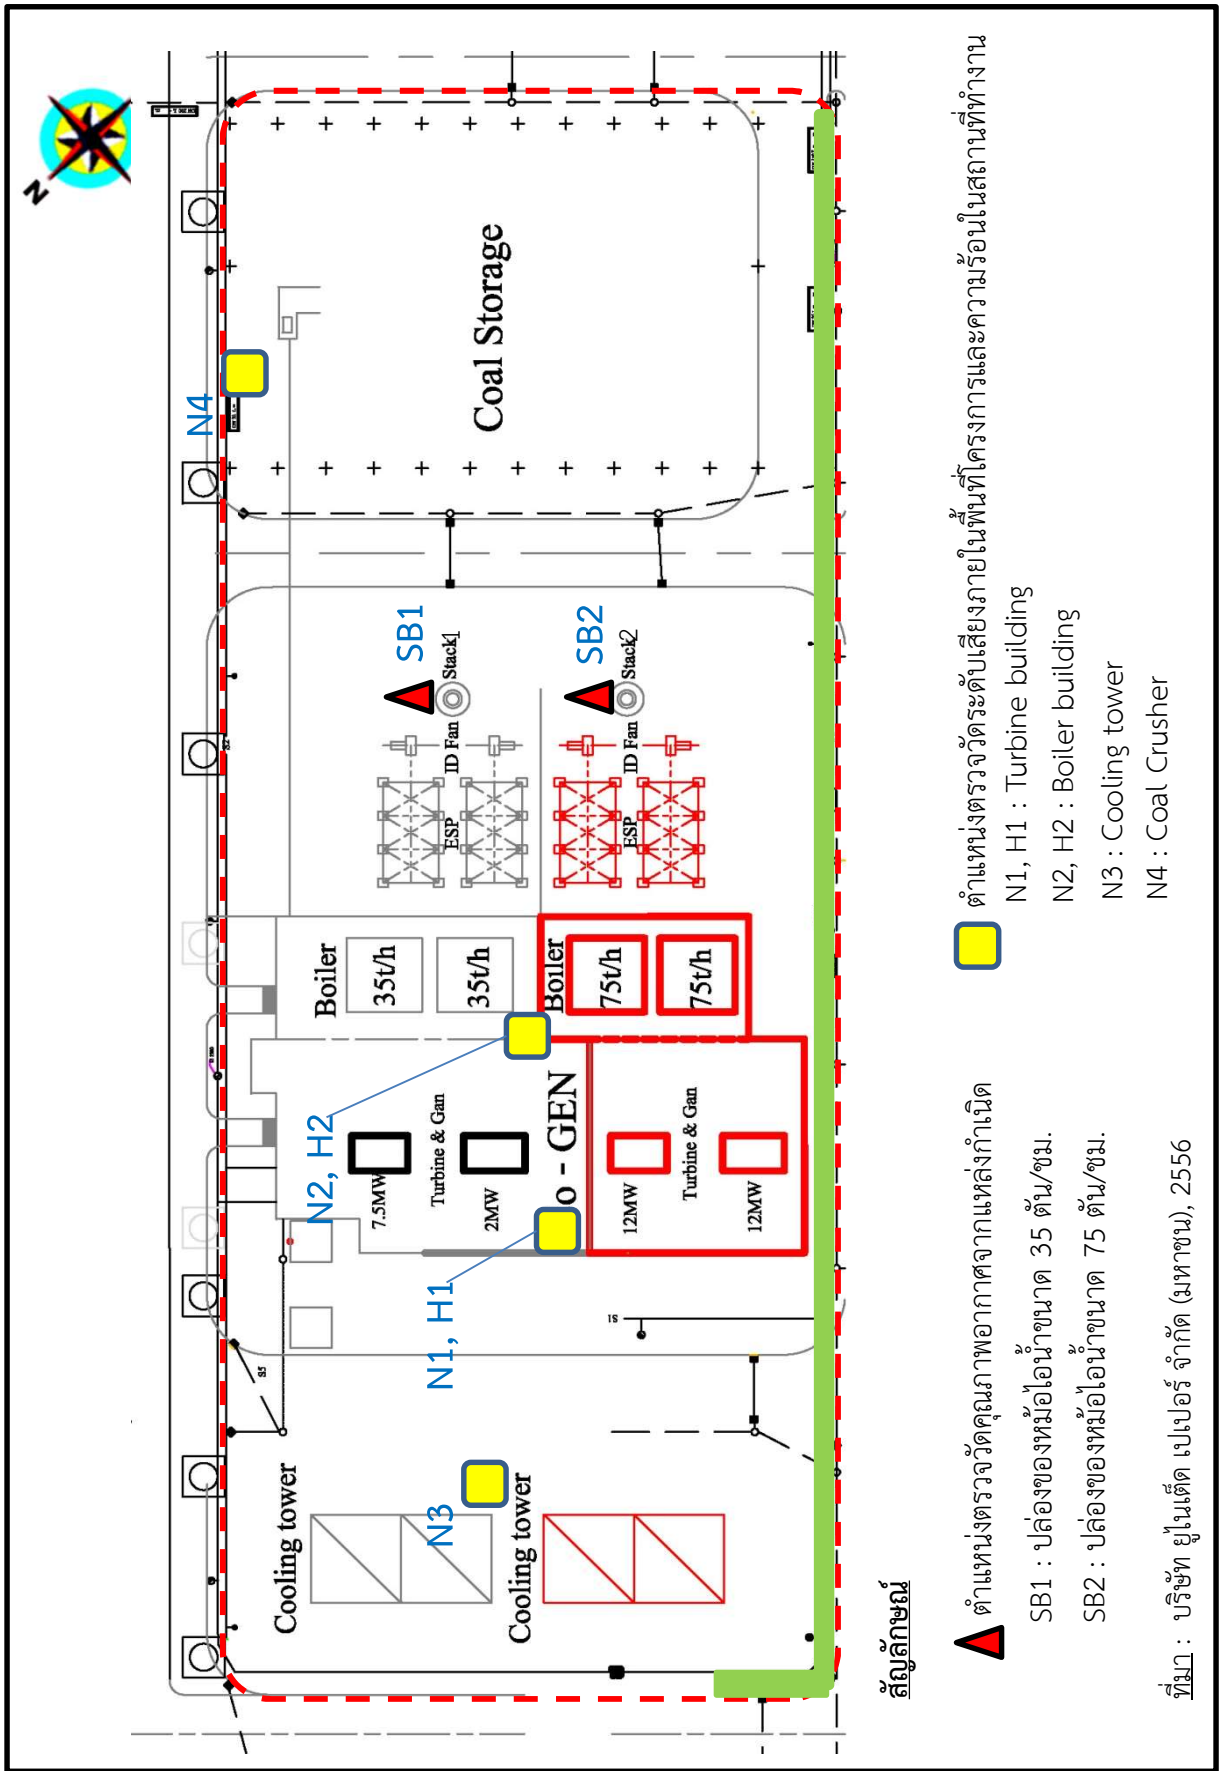 N
N4
Coal Storage
SB1
Stack1
SB2
Stack2
ID Fan
ESP
ID Fan
ESP
Boiler
35t/h
35t/h
Boiler
75t/h
75t/h
N2, H2
7.5MW
Turbine & Gan
2MW
o - GEN
12MW
Turbine & Gan
12MW
N1, H1
S1
S2
S5
N3
Cooling tower
Cooling tower
สัญลักษณ์
ตำแหน่งตรวจวัดคุณภาพอากาศจากแหล่งกำเนิด
SB1 : ปล่องของหม้อไอน้ำขนาด 35 ตัน/ชม.
SB2 : ปล่องของหม้อไอน้ำขนาด 75 ตัน/ชม.
ตำแหน่งตรวจวัดระดับเสียงภายในพื้นที่โครงการและความร้อนในสถานที่ทำงาน
N1, H1 : Turbine building
N2, H2 : Boiler building
N3 : Cooling tower
N4 : Coal Crusher
ที่มา : บริษัท ยูไนเต็ด เปเปอร์ จำกัด (มหาชน), 2556